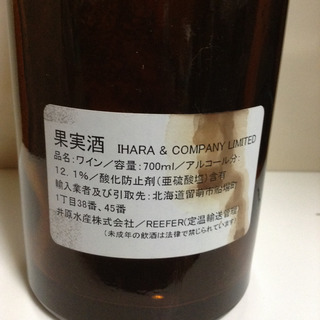 果実酒 IHARA & COMPANY LIMITED
品名:ワイン/容量:700ml/アルコール分:
12.1%/酸化防止剤(亜硫酸塩)含有
輸入業者及び引取先:北海道留萌市船場町
1丁目38番、45番
井原水産株式会社/REEFER(定温輸送管理)
(未成年の飲酒は法律で禁じられています)